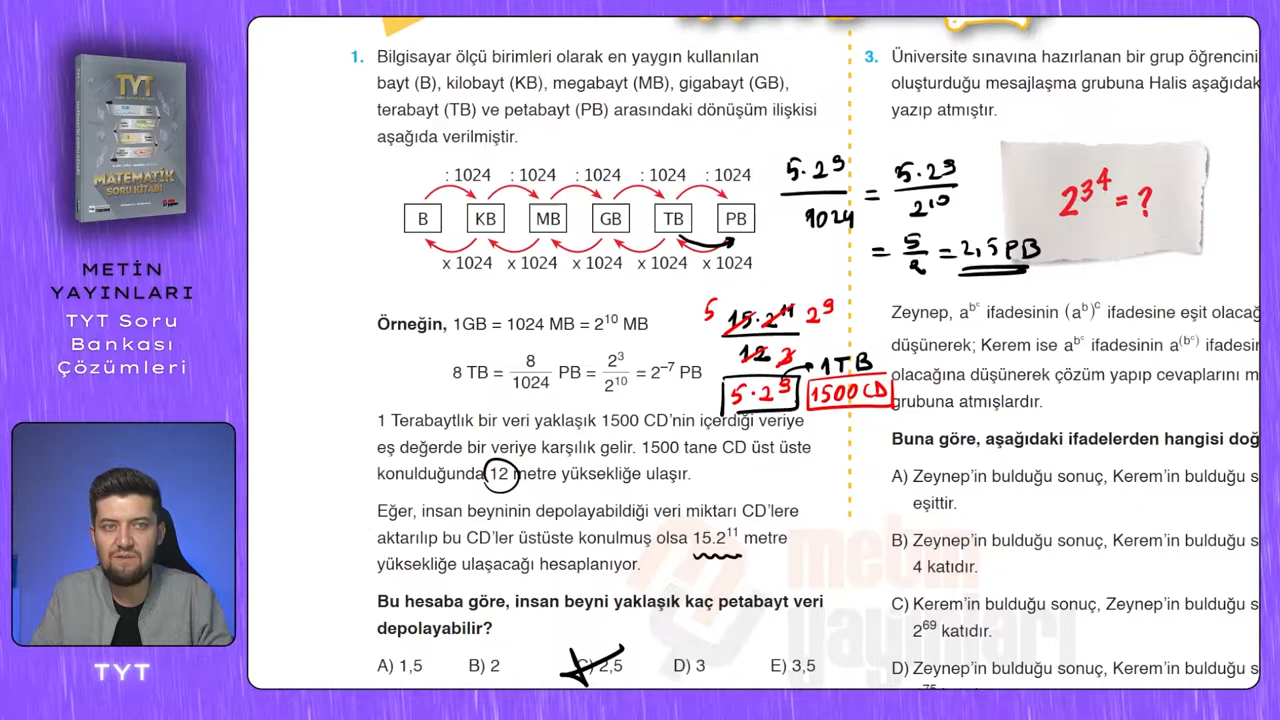 TYT
MATEMATİK
SORU KİTABI
METİN
YAYINLARI
TYT Soru
Bankası
Çözümleri
TYT
1. Bilgisayar ölçü birimleri olarak en yaygın kullanılan
bayt (B), kilobayt (KB), megabayt (MB), gigabayt (GB),
terabayt (TB) ve petabayt (PB) arasındaki dönüşüm ilişkisi
aşağıda verilmiştir.
: 1024 : 1024 : 1024 : 1024 : 1024
B KB MB GB TB PB
x 1024 x 1024 x 1024 x 1024 x 1024
Örneğin, 1GB = 1024 MB = 2¹⁰ MB
8 TB = 8/1024 PB = 2³/2¹⁰ = 2⁻⁷ PB
1 Terabaytlık bir veri yaklaşık 1500 CD'nin içerdiği veriye
eş değerde bir veriye karşılık gelir. 1500 tane CD üst üste
konulduğunda 12 metre yüksekliğe ulaşır.
Eğer, insan beyninin depolayabildiği veri miktarı CD'lere
aktarılıp bu CD'ler üstüste konulmuş olsa 15.2¹¹ metre
yüksekliğe ulaşacağı hesaplanıyor.
Bu hesaba göre, insan beyni yaklaşık kaç petabayt veri
depolayabilir?
A) 1,5 B) 2 C) 2,5 D) 3 E) 3,5
5·2⁹/1024 = 5·2⁹/2¹⁰
= 5/2 = 2,5 PB
5 15·2¹¹ 2⁹
12 3
5·2⁹ 1TB
1500 CD
3. Üniversite sınavına hazırlanan bir grup öğrencini
oluşturduğu mesajlaşma grubuna Halis aşağıdak
yazıp atmıştır.
2^3^4 = ?
Zeynep, a^b^c ifadesinin (a^b)^c ifadesine eşit olacağ
düşünerek; Kerem ise a^b^c ifadesinin a^(b^c) ifadesin
olacağına düşünerek çözüm yapıp cevaplarını m
grubuna atmışlardır.
Buna göre, aşağıdaki ifadelerden hangisi doğ
A) Zeynep'in bulduğu sonuç, Kerem'in bulduğu s
eşittir.
B) Zeynep'in bulduğu sonuç, Kerem'in bulduğu s
4 katıdır.
C) Kerem'in bulduğu sonuç, Zeynep'in bulduğu s
2⁶⁹ katıdır.
D) Zeynep'in bulduğu sonuç, Kerem'in bulduğu s
metin
yayınları